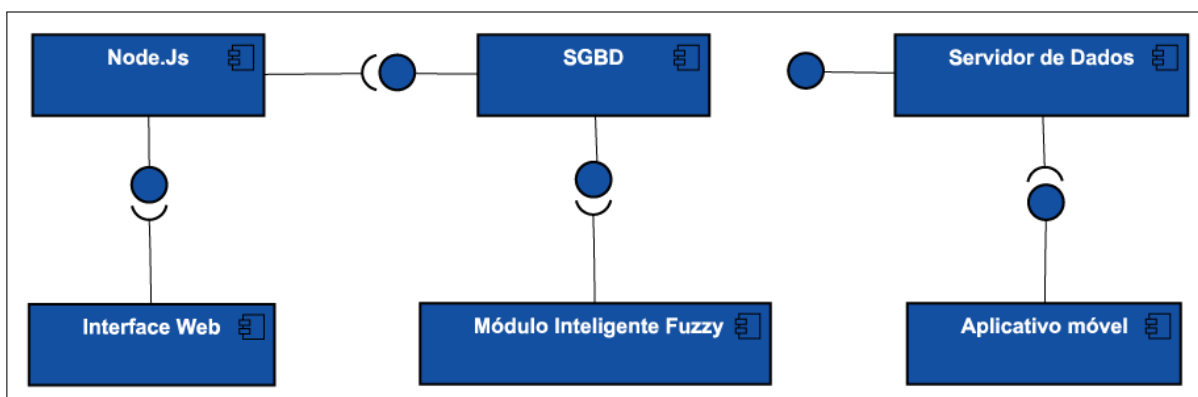 Node.Js
SGBD
Servidor de Dados
Interface Web
Módulo Inteligente Fuzzy
Aplicativo móvel